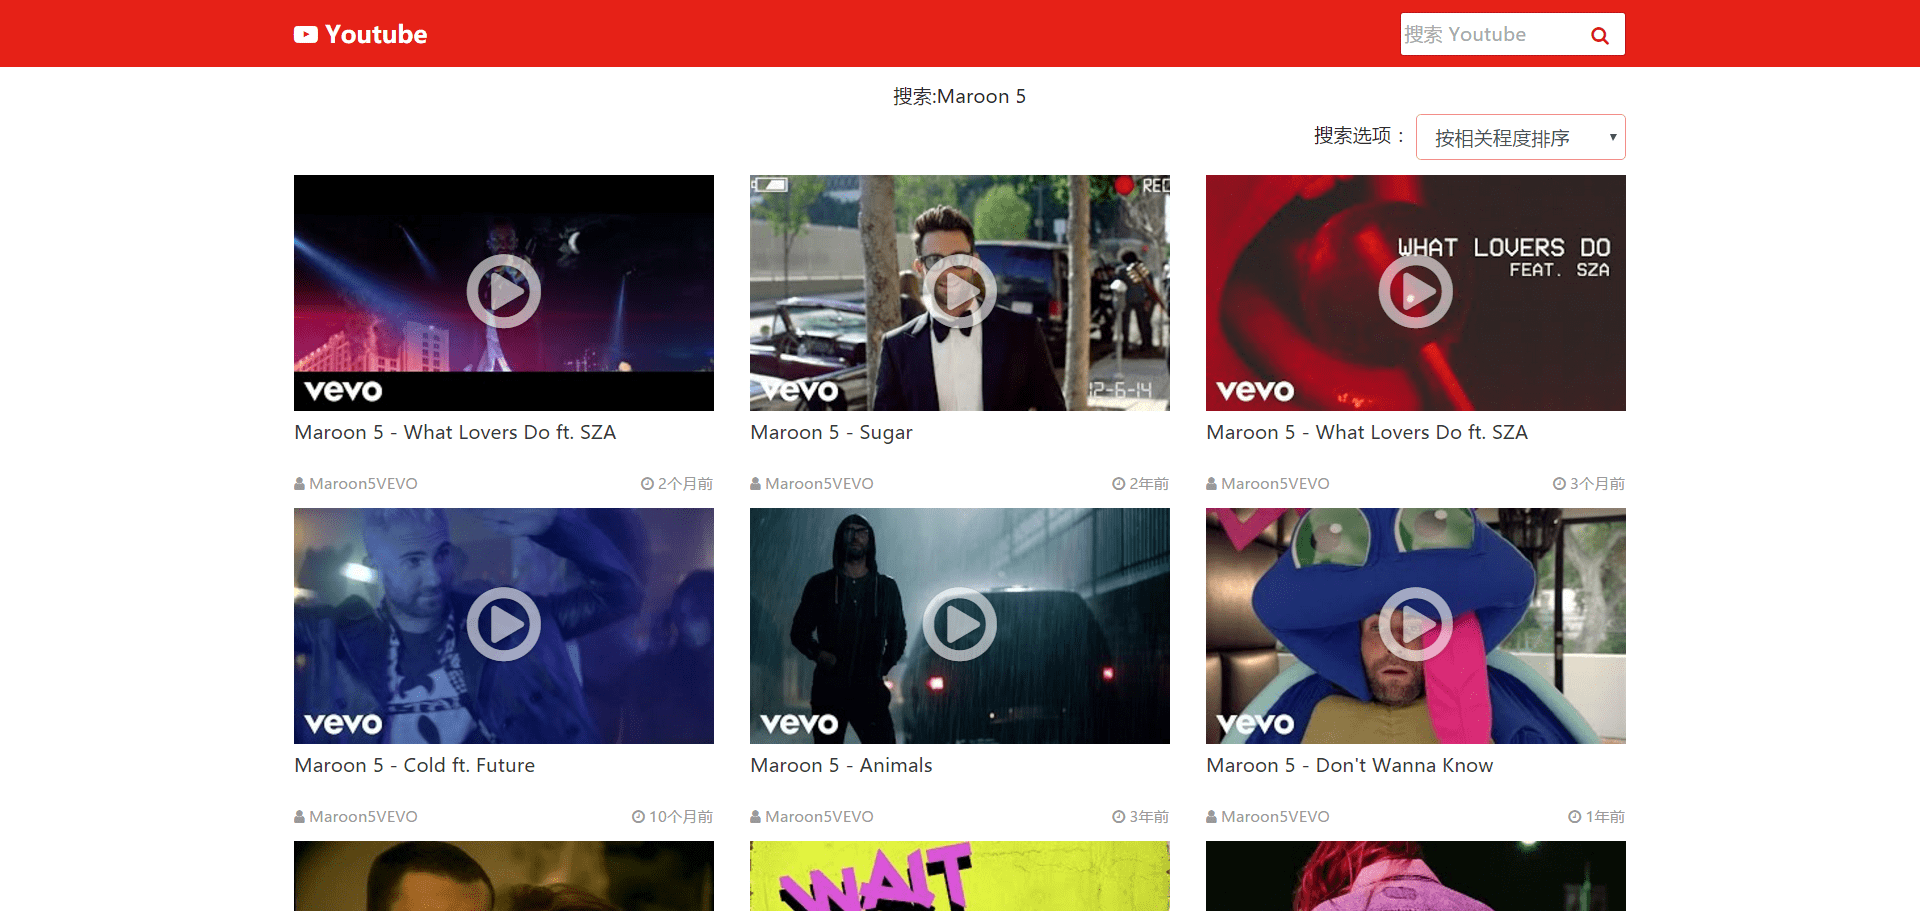 Youtube
搜索 Youtube
搜索:Maroon 5
搜索选项：
按相关程度排序
vevo
REC
12-6-14
vevo
WHAT LOVERS DO
FEAT. SZA
vevo
Maroon 5 - What Lovers Do ft. SZA
Maroon 5 - Sugar
Maroon 5 - What Lovers Do ft. SZA
Maroon5VEVO
2个月前
Maroon5VEVO
2年前
Maroon5VEVO
3个月前
vevo
vevo
vevo
Maroon 5 - Cold ft. Future
Maroon 5 - Animals
Maroon 5 - Don't Wanna Know
Maroon5VEVO
10个月前
Maroon5VEVO
3年前
Maroon5VEVO
1年前
WAIT